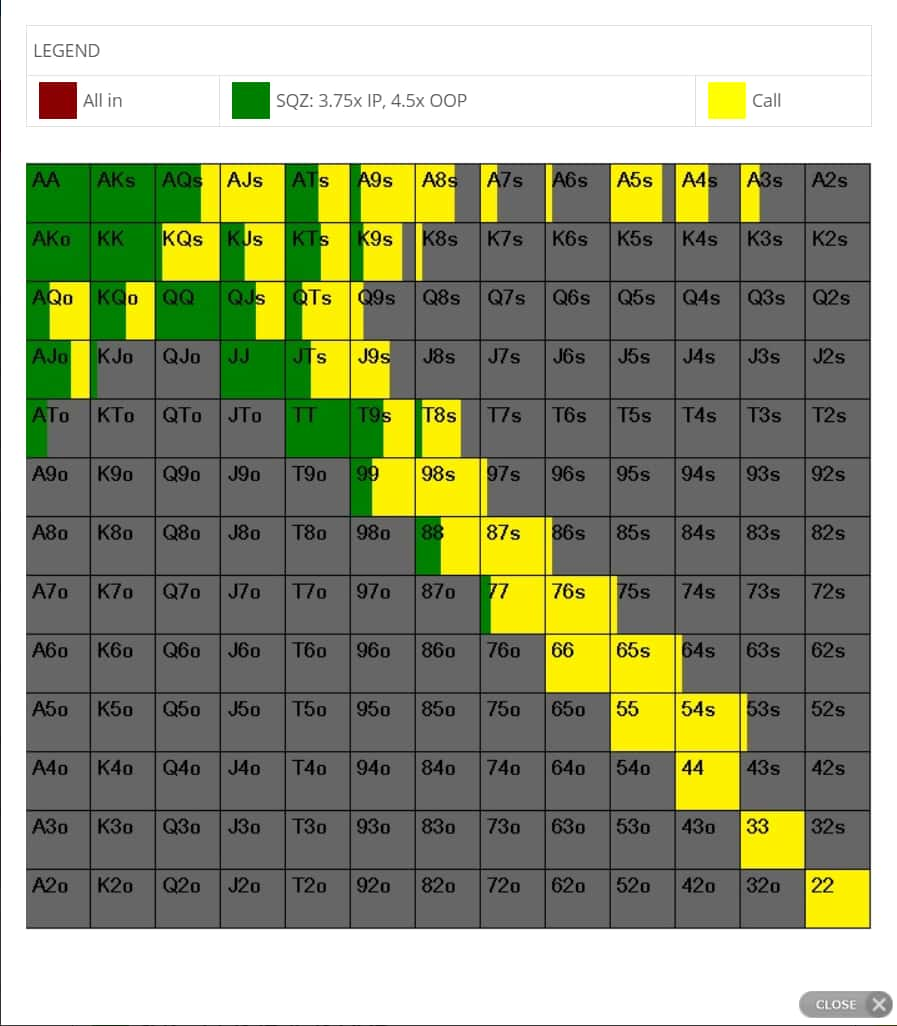 LEGEND
All in SQZ: 3.75x IP, 4.5x OOP Call
AA AKs AQs AJs ATs A9s A8s A7s A6s A5s A4s A3s A2s
AKo KK KQs KJs KTs K9s K8s K7s K6s K5s K4s K3s K2s
AQo KQo QQ QJs QTs Q9s Q8s Q7s Q6s Q5s Q4s Q3s Q2s
AJo KJo QJo JJ JTs J9s J8s J7s J6s J5s J4s J3s J2s
ATo KTo QTo JTo TT T9s T8s T7s T6s T5s T4s T3s T2s
A9o K9o Q9o J9o T9o 99 98s 97s 96s 95s 94s 93s 92s
A8o K8o Q8o J8o T8o 98o 88 87s 86s 85s 84s 83s 82s
A7o K7o Q7o J7o T7o 97o 87o 77 76s 75s 74s 73s 72s
A6o K6o Q6o J6o T6o 96o 86o 76o 66 65s 64s 63s 62s
A5o K5o Q5o J5o T5o 95o 85o 75o 65o 55 54s 53s 52s
A4o K4o Q4o J4o T4o 94o 84o 74o 64o 54o 44 43s 42s
A3o K3o Q3o J3o T3o 93o 83o 73o 63o 53o 43o 33 32s
A2o K2o Q2o J2o T2o 92o 82o 72o 62o 52o 42o 32o 22
CLOSE